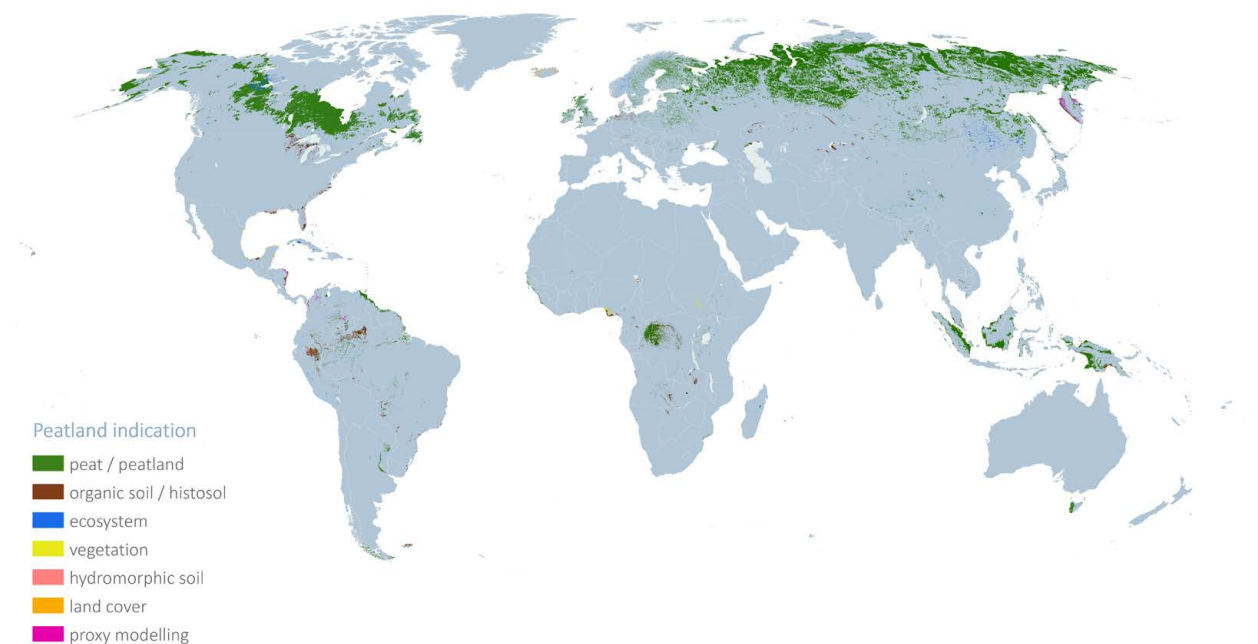 Peatland indication
peat / peatland
organic soil / histosol
ecosystem
vegetation
hydromorphic soil
land cover
proxy modelling